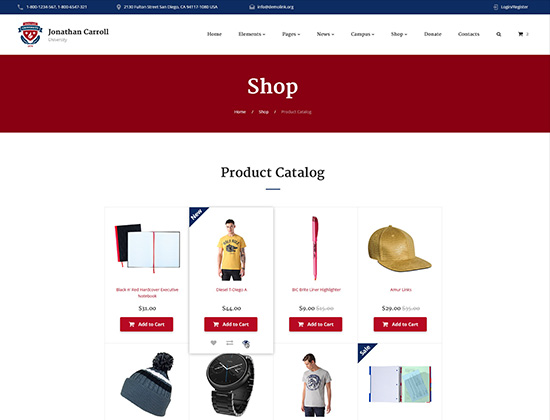 1-800-1234-567, 1-800-6547-321
2130 Fulton Street San Diego, CA 94117-1080 USA
info@demolink.org
Login/Register
Jonathan Carroll
University
Home
Elements
Pages
News
Campus
Shop
Donate
Contacts
0
Shop
Home / Shop / Product Catalog
Product Catalog
New
Black n' Red Hardcover Executive
Notebook
$31.00
Add to Cart
Diesel T-Diego A
$44.00
Add to Cart
BIC Brite Liner Highlighter
$9.00 $15.00
Add to Cart
Amur Links
$29.00 $35.00
Add to Cart
Sale